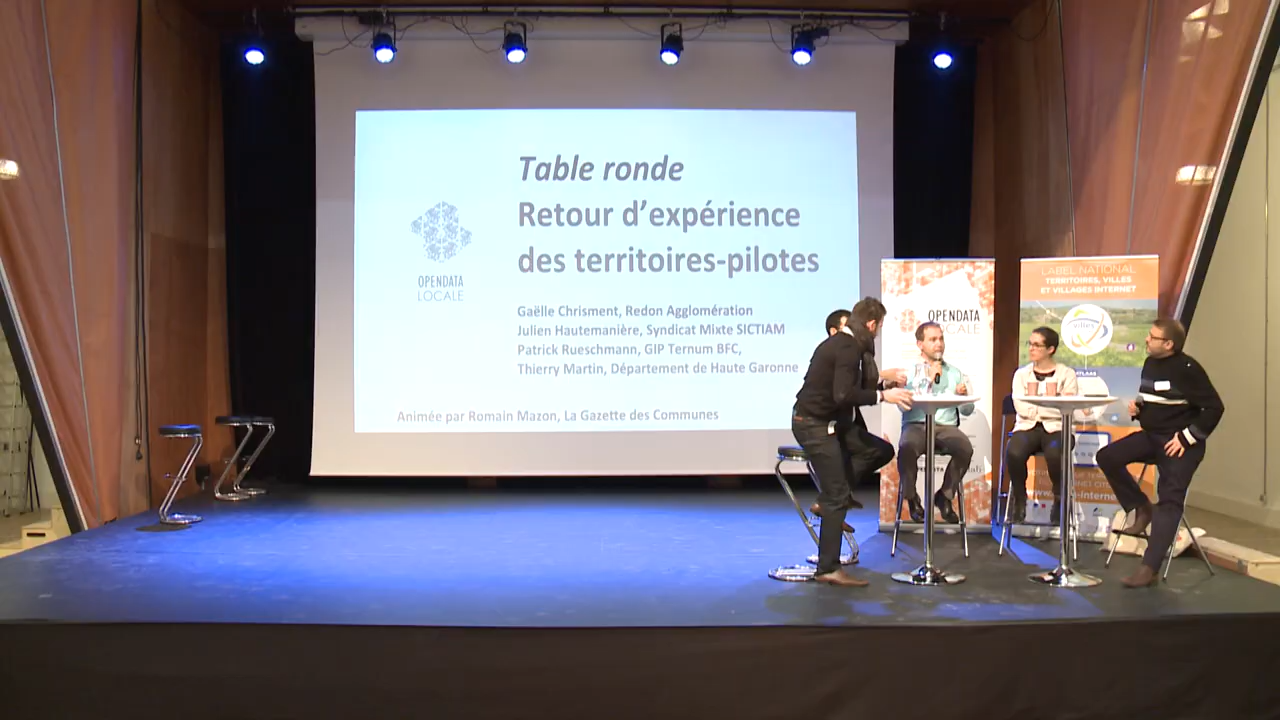 Table ronde
Retour d'expérience
des territoires-pilotes
OPENDATA
LOCALE
Gaëlle Chrisment, Redon Agglomération
Julien Hautemanière, Syndicat Mixte SICTIAM
Patrick Rueschmann, GIP Ternum BFC,
Thierry Martin, Département de Haute Garonne
Animée par Romain Mazon, La Gazette des Communes
OPENDATA
LOCALE
LABEL NATIONAL
TERRITOIRES, VILLES
ET VILLAGES INTERNET
villes